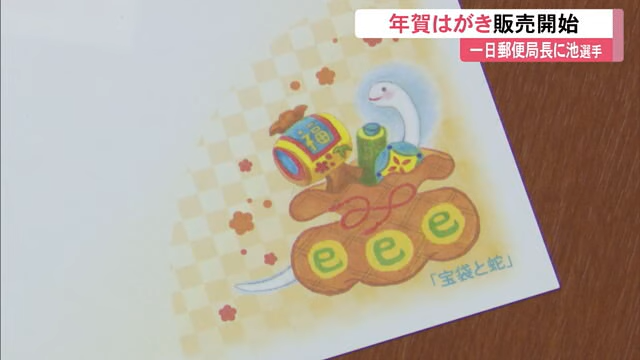 年賀はがき販売開始
一日郵便局長に池選手
福
eee
「宝袋と蛇」